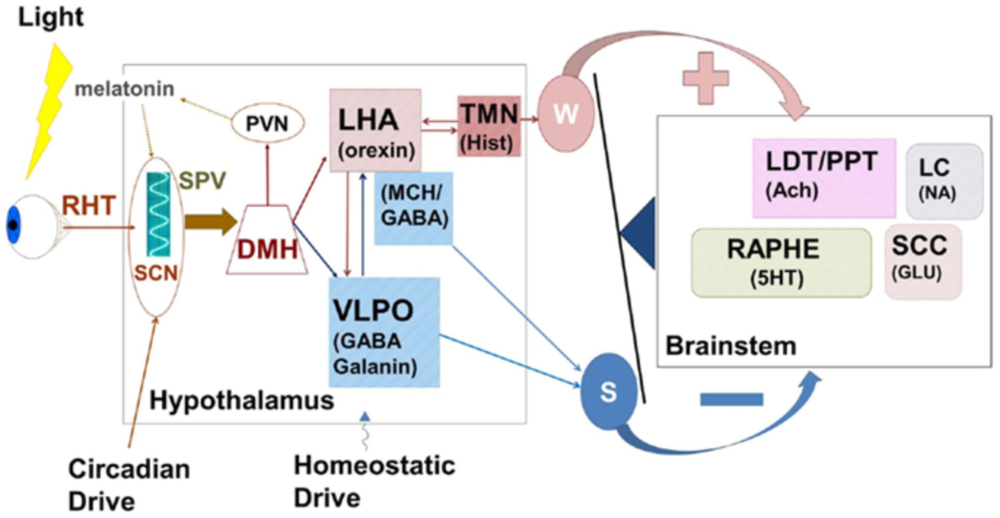 Light
melatonin
RHT
SCN
SPV
PVN
DMH
LHA
(orexin)
TMN
(Hist)
(MCH/
GABA)
VLPO
(GABA
Galanin)
Hypothalamus
Circadian
Drive
Homeostatic
Drive
W
S
LDT/PPT
(Ach)
LC
(NA)
RAPHE
(5HT)
SCC
(GLU)
Brainstem